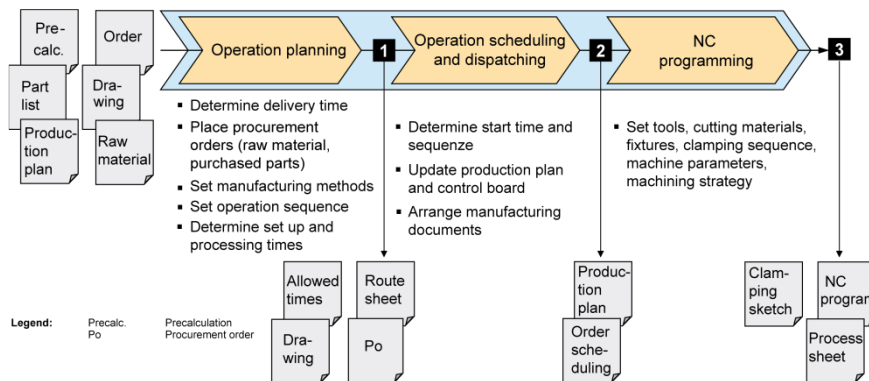 Pre-
calc.
Order
Part
list
Dra-
wing
Produc-
tion
plan
Raw
material
Operation planning
1
Operation scheduling
and dispatching
2
NC
programming
3
▪ Determine delivery time
▪ Place procurement
orders (raw material,
purchased parts)
▪ Set manufacturing methods
▪ Set operation sequence
▪ Determine set up and
processing times
▪ Determine start time and
sequenze
▪ Update production plan
and control board
▪ Arrange manufacturing
documents
▪ Set tools, cutting materials,
fixtures, clamping sequence,
machine parameters,
machining strategy
Allowed
times
Route
sheet
Dra-
wing
Po
Produc-
tion
plan
Order
sche-
duling
Clam-
ping
sketch
NC
program
Process
sheet
Legend: Precalc. Precalculation
Po Procurement order